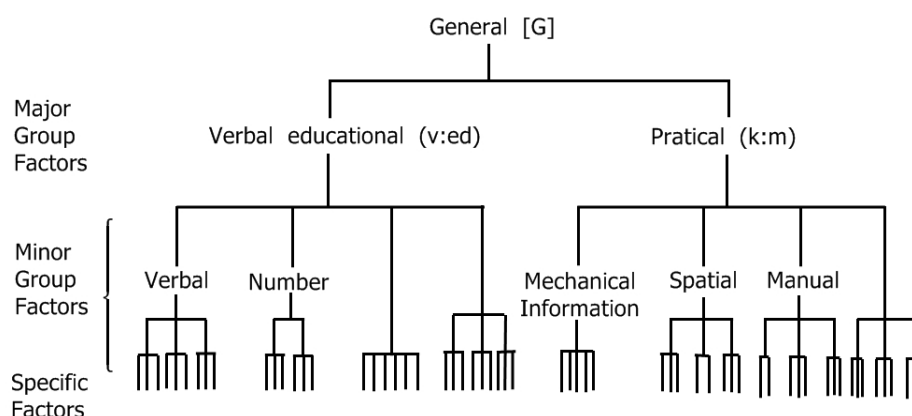 General [G]
Major
Group
Factors
Verbal educational (v:ed)
Pratical (k:m)
Minor
Group
Factors
Verbal
Number
Mechanical
Information
Spatial
Manual
Specific
Factors